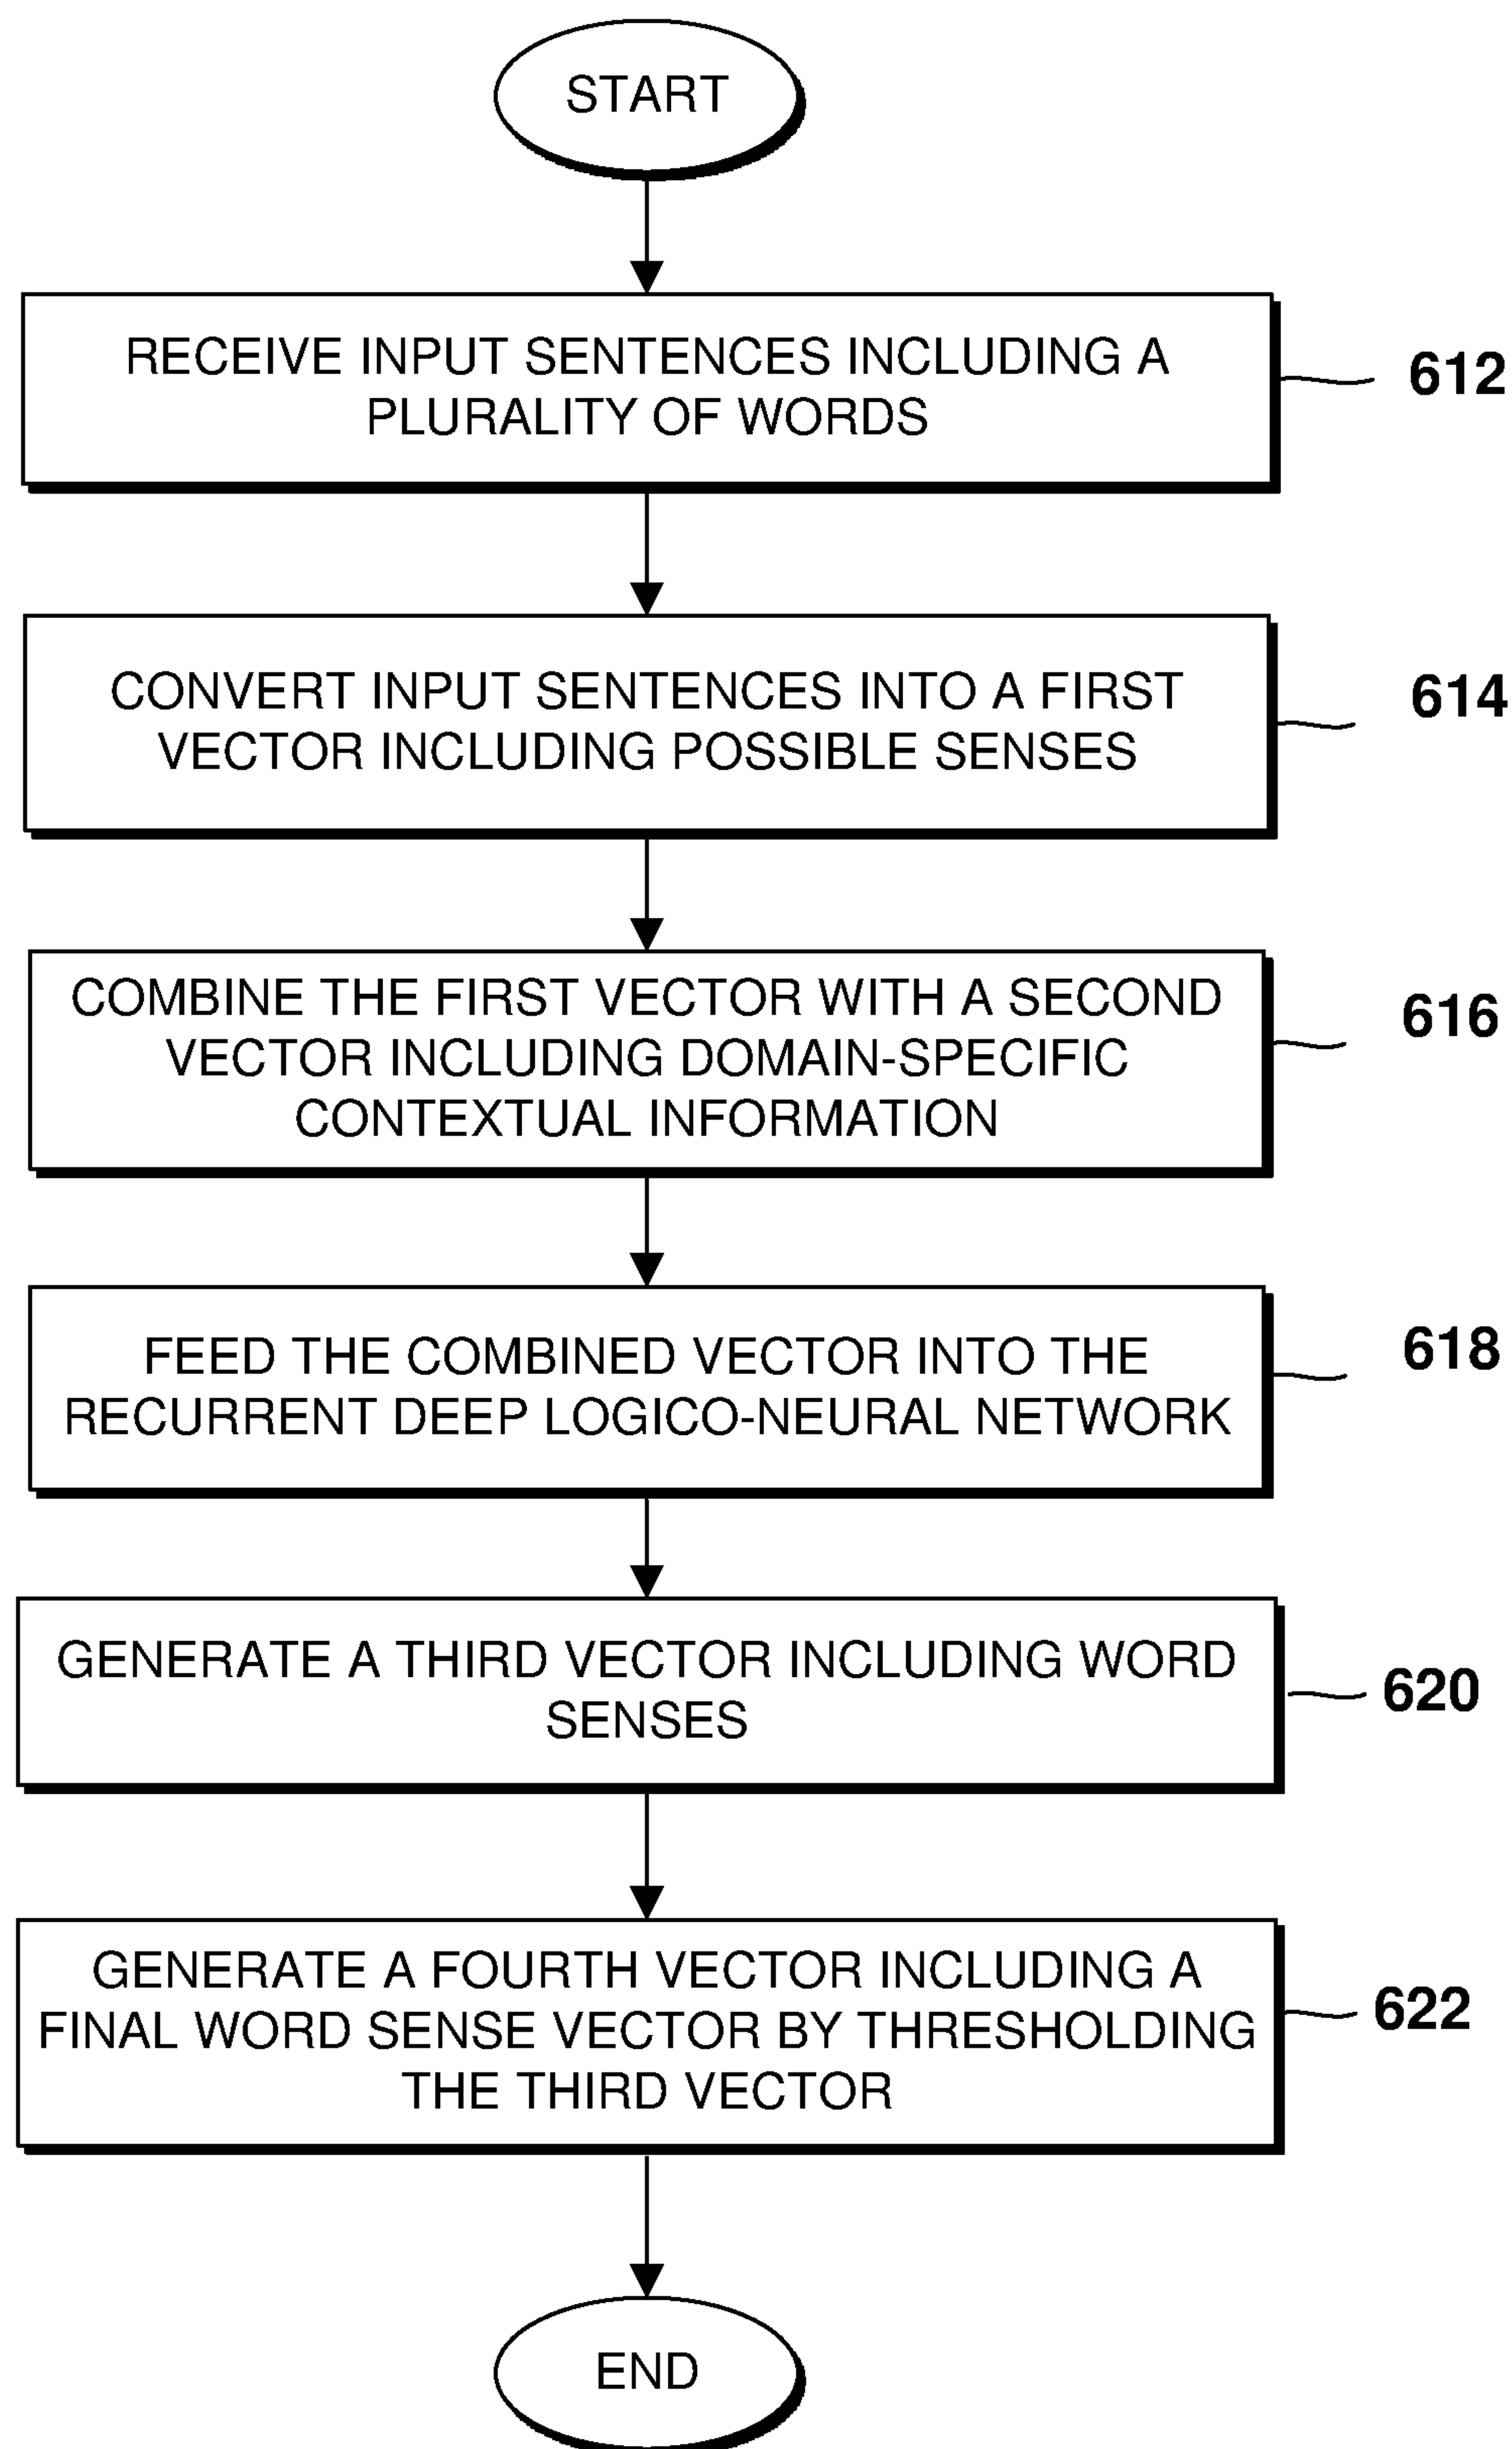 START
RECEIVE INPUT SENTENCES INCLUDING A
PLURALITY OF WORDS
612
CONVERT INPUT SENTENCES INTO A FIRST
VECTOR INCLUDING POSSIBLE SENSES
614
COMBINE THE FIRST VECTOR WITH A SECOND
VECTOR INCLUDING DOMAIN-SPECIFIC
CONTEXTUAL INFORMATION
616
FEED THE COMBINED VECTOR INTO THE
RECURRENT DEEP LOGICO-NEURAL NETWORK
618
GENERATE A THIRD VECTOR INCLUDING WORD
SENSES
620
GENERATE A FOURTH VECTOR INCLUDING A
FINAL WORD SENSE VECTOR BY THRESHOLDING
THE THIRD VECTOR
622
END